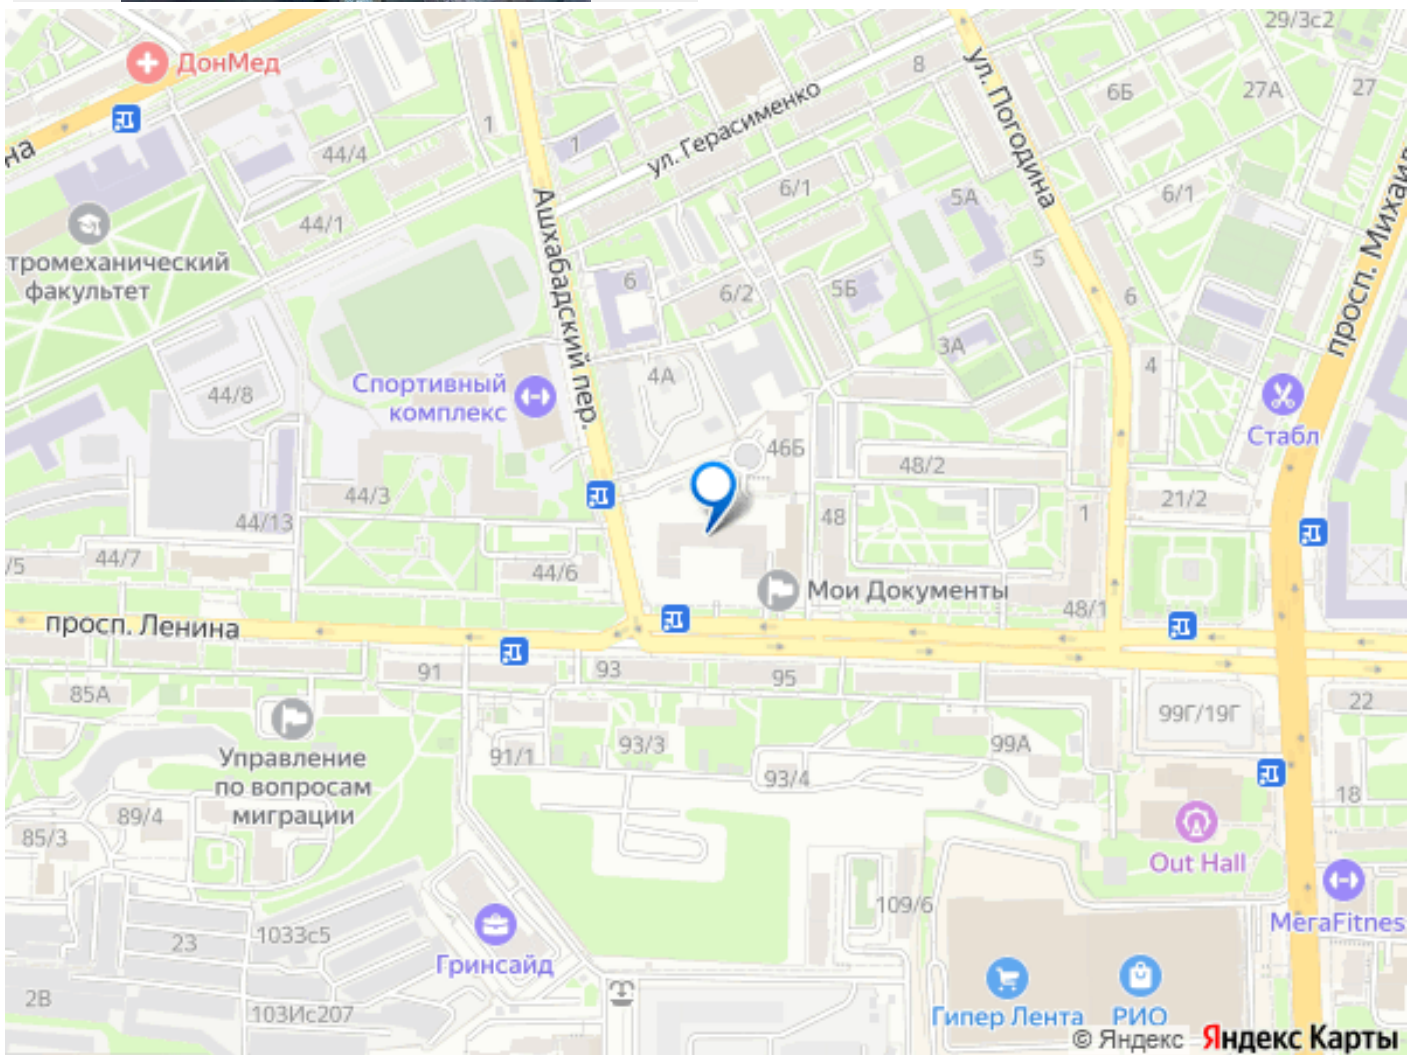 29/3с2
ДонМед
8
ул. Погодина
6Б
27А
27
на
1
1
44/4
ул. Герасименко
6/1
5А
6/1
44/1
Ашхабадский пер.
просп. Михаил
тромеханический
факультет
6
6/2
5Б
5
6
3А
4
4А
44/8
Спортивный
комплекс
Стабл
46Б
48/2
44/3
21/2
44/13
48
1
/5
44/7
44/6
Мои Документы
48/1
просп. Ленина
91
93
95
85А
22
99Г/19Г
93/3
99А
91/1
Управление
по вопросам
миграции
93/4
18
89/4
85/3
Out Hall
109/6
МегаFitnes
23
1033с5
Гринсайд
2В
103Ис207
Гипер Лента
РИО
© Яндекс Яндекс Карты